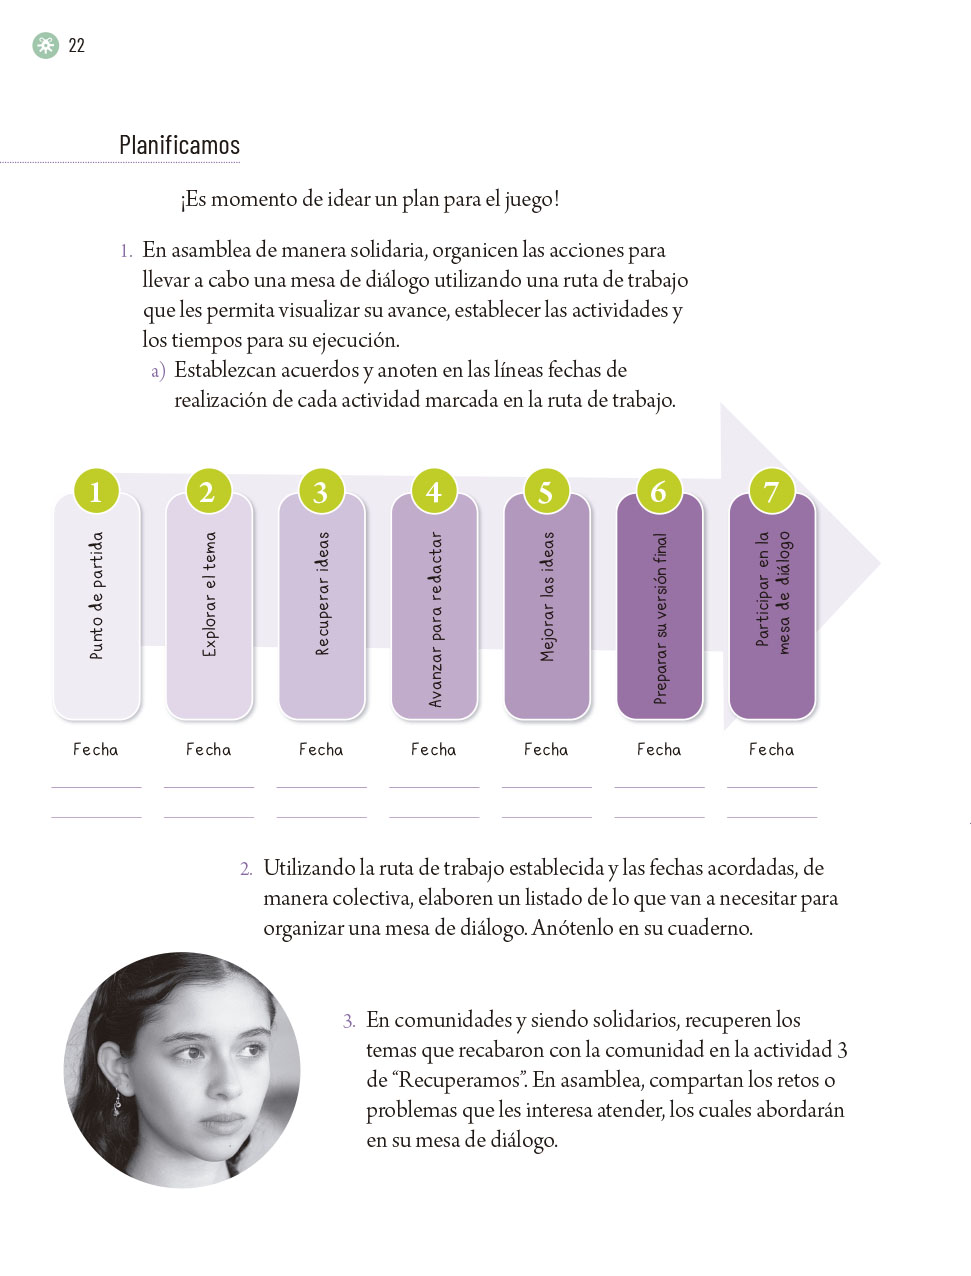 22
Planificamos
¡Es momento de idear un plan para el juego!
1. En asamblea de manera solidaria, organicen las acciones para
llevar a cabo una mesa de diálogo utilizando una ruta de trabajo
que les permita visualizar su avance, establecer las actividades y
los tiempos para su ejecución.
a) Establezcan acuerdos y anoten en las líneas fechas de
realización de cada actividad marcada en la ruta de trabajo.
1
Punto de partida
Fecha
2
Explorar el tema
Fecha
3
Recuperar ideas
Fecha
4
Avanzar para redactar
Fecha
5
Mejorar las ideas
Fecha
6
Preparar su versión final
Fecha
7
Participar en la
mesa de diálogo
Fecha
2. Utilizando la ruta de trabajo establecida y las fechas acordadas, de
manera colectiva, elaboren un listado de lo que van a necesitar para
organizar una mesa de diálogo. Anótenlo en su cuaderno.
3. En comunidades y siendo solidarios, recuperen los
temas que recabaron con la comunidad en la actividad 3
de “Recuperamos”. En asamblea, compartan los retos o
problemas que les interesa atender, los cuales abordarán
en su mesa de diálogo.